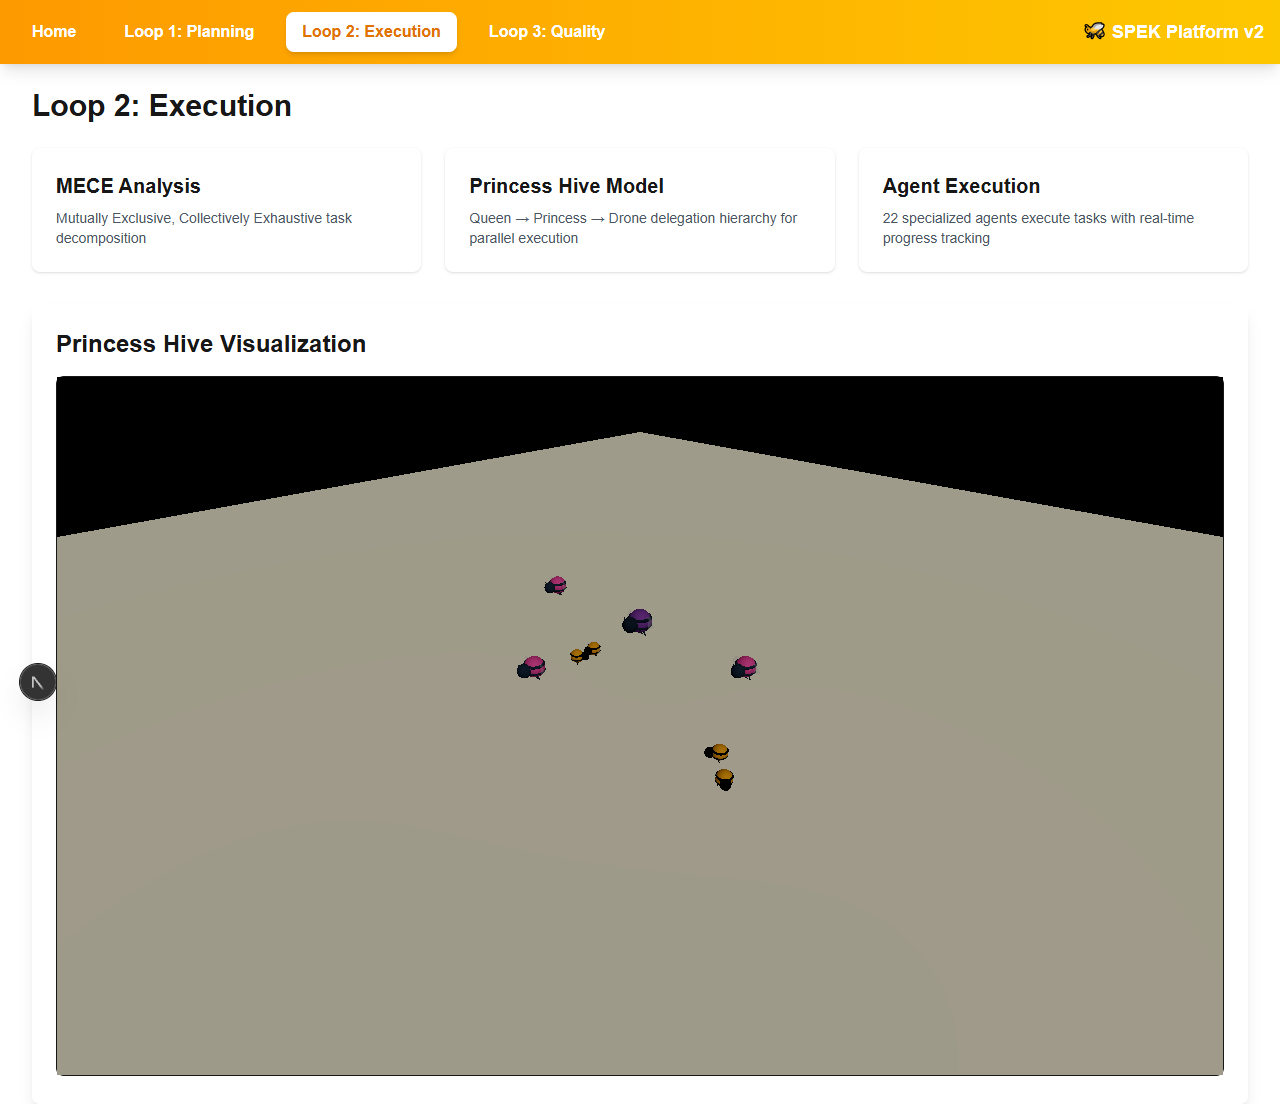 Home
Loop 1: Planning
Loop 2: Execution
Loop 3: Quality
SPEK Platform v2
Loop 2: Execution
MECE Analysis
Mutually Exclusive, Collectively Exhaustive task
decomposition
Princess Hive Model
Queen → Princess → Drone delegation hierarchy for
parallel execution
Agent Execution
22 specialized agents execute tasks with real-time
progress tracking
Princess Hive Visualization